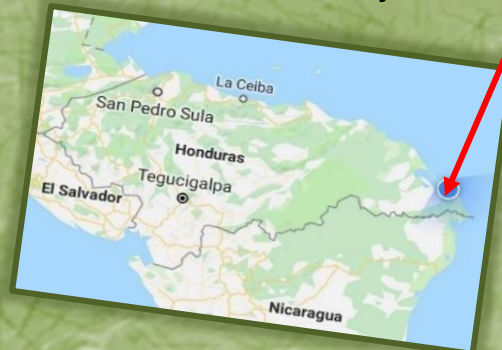 La Ceiba
San Pedro Sula
Honduras
Tegucigalpa
El Salvador
Nicaragua